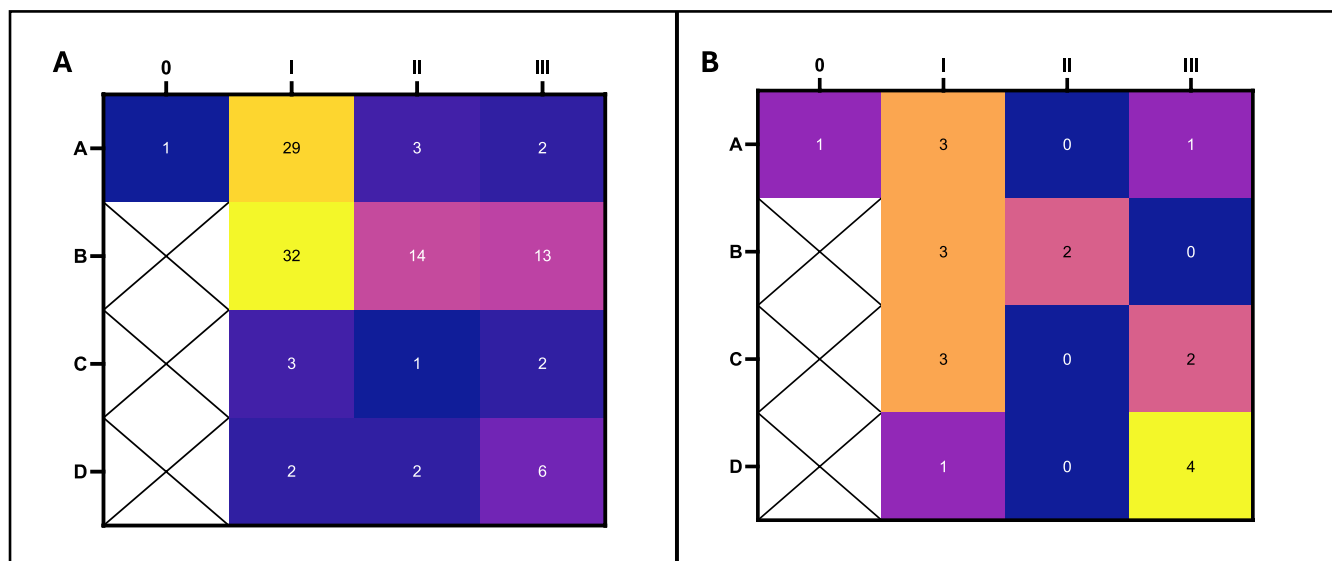 A
0 I II III
A 1 29 3 2
B 32 14 13
C 3 1 2
D 2 2 6
B
0 I II III
A 1 3 0 1
B 3 2 0
C 3 0 2
D 1 0 4